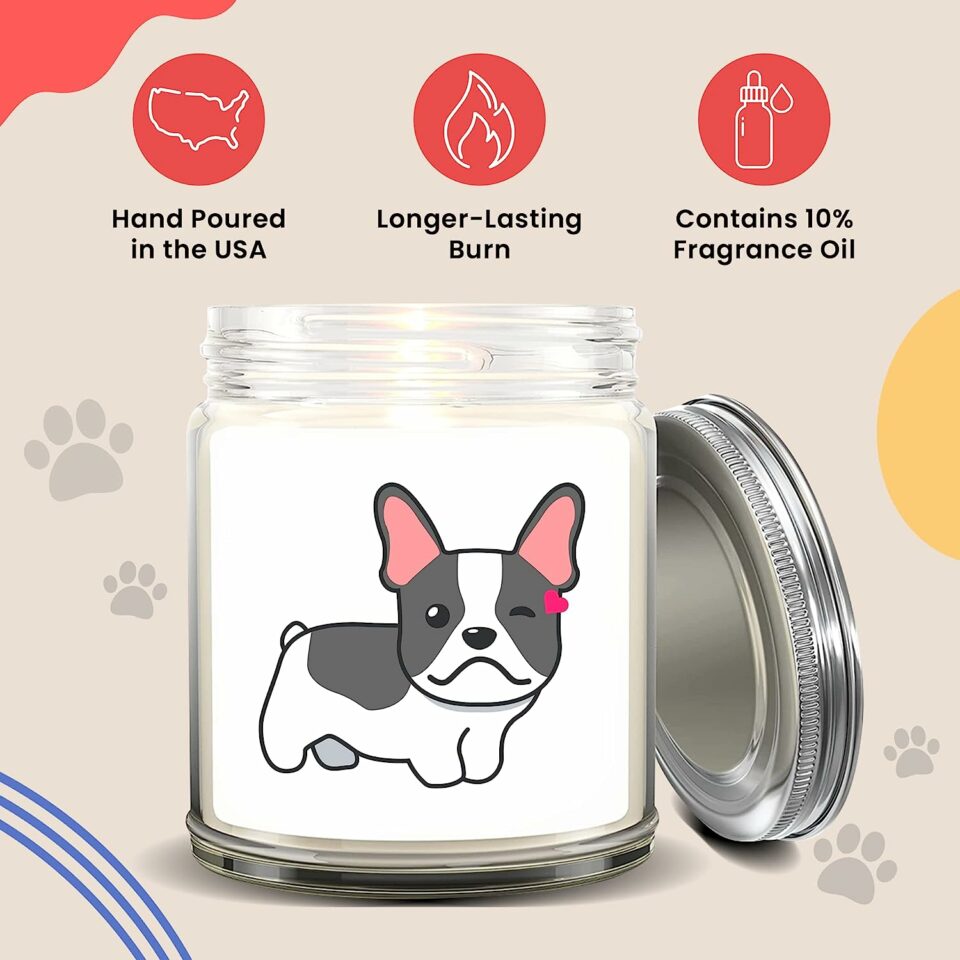 Hand Poured
in the USA
Longer-Lasting
Burn
Contains 10%
Fragrance Oil